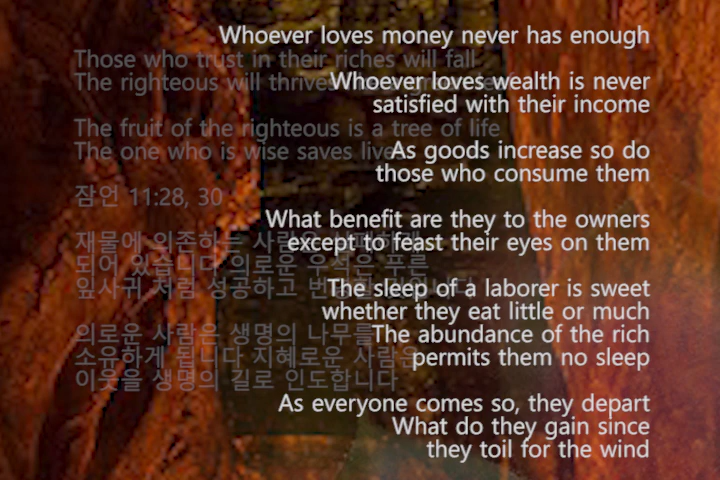 Whoever loves money never has enough
Whoever loves wealth is never
satisfied with their income
As goods increase so do
those who consume them
What benefit are they to the owners
except to feast their eyes on them
The sleep of a laborer is sweet
whether they eat little or much
The abundance of the rich
permits them no sleep
As everyone comes so, they depart
What do they gain since
they toil for the wind
Those who trust in their riches will fall
The righteous will thrive
The fruit of the righteous is a tree of life
The one who is wise saves lives
잠언 11:28, 30
재물에 의존하는 사람은
되어 있습니다 의로운 푸른
잎사귀 처럼 성공하고
의로운 사람은 생명의 나무를
소유하게 됩니다 지혜로운 사람은
이웃을 생명의 길로 인도합니다